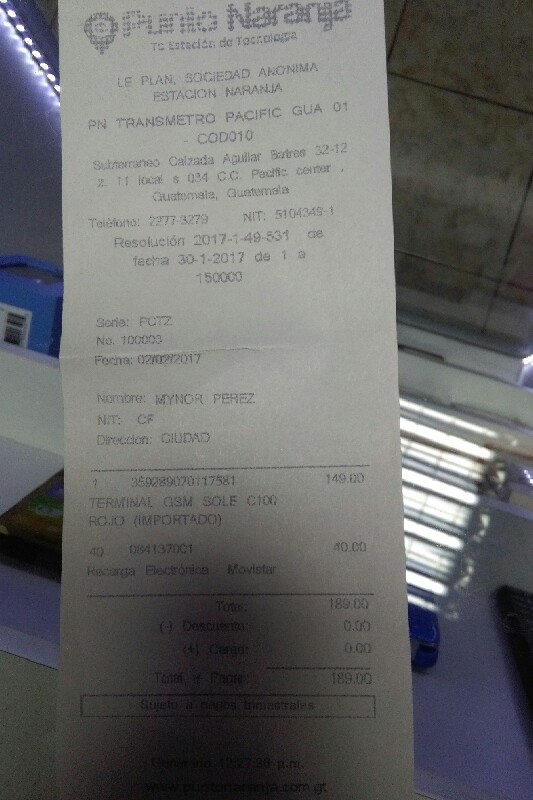 Punto Naranja
Tu Estación de Tecnología
LE PLAN, SOCIEDAD ANONIMA
ESTACION NARANJA
PN TRANSMETRO PACIFIC GUA 01
- COD010
Subterraneo Calzada Aguilar Batres 32-12
z. 11 local s 034 C.C. Pacific center ,
Guatemala, Guatemala
Teléfono: 2277-3279 NIT: 5104349-1
Resolución 2017-1-49-531 de
fecha 30-1-2017 de 1 a
150000
Serie: PCTZ
No. 100003
Fecha: 02/02/2017
Nombre: MYNOR PEREZ
NIT: CF
Dirección: CIUDAD
1 359289070117581 149.00
TERMINAL GSM SOLE C100
ROJO (IMPORTADO)
40 084137001 40.00
Recarga Electrónica Movistar
Total: 189.00
(-) Descuento: 0.00
(+) Cargo: 0.00
Total a Pagar: 189.00
Sujeto a pagos trimestrales
Generado 12:27:36 p.m.
www.puntonaranja.com.gt